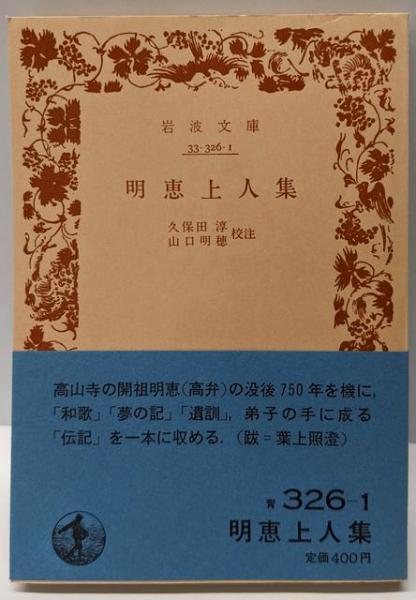 岩波文庫
33-326-1
明恵上人集
久保田 淳
山口明穂 校注
高山寺の開祖明恵(高弁)の没後750年を機に,
「和歌」「夢の記」「遺訓」, 弟子の手に成る
「伝記」を一本に収める. (跋=葉上照澄)
青 326-1
明恵上人集
定価400円